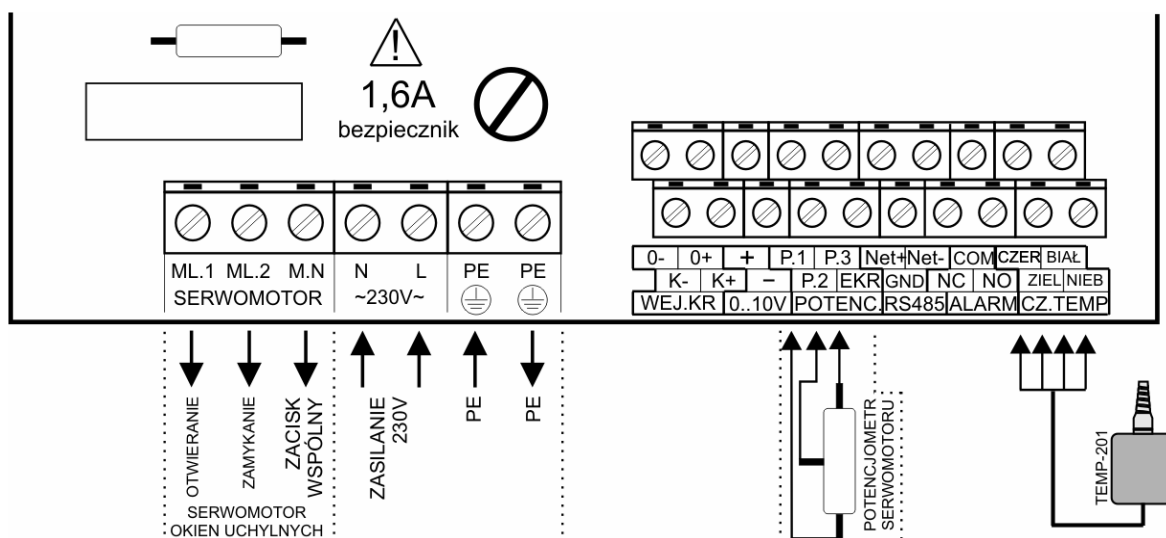 1,6A
bezpiecznik
ML.1 ML.2 M.N N L PE PE
SERWOMOTOR ~230V~
0- 0+ + P.1 P.3 Net+ Net- COM CZER BIAŁ
K- K+ − P.2 EKR GND NC NO ZIEL NIEB
WEJ.KR 0..10V POTENC. RS485 ALARM CZ.TEMP
OTWIERANIE
ZAMYKANIE
ZACISK
WSPÓLNY
ZASILANIE
230V
PE
PE
SERWOMOTOR
OKIEN UCHYLNYCH
POTENCJOMETR
SERWOMOTORU
TEMP-201